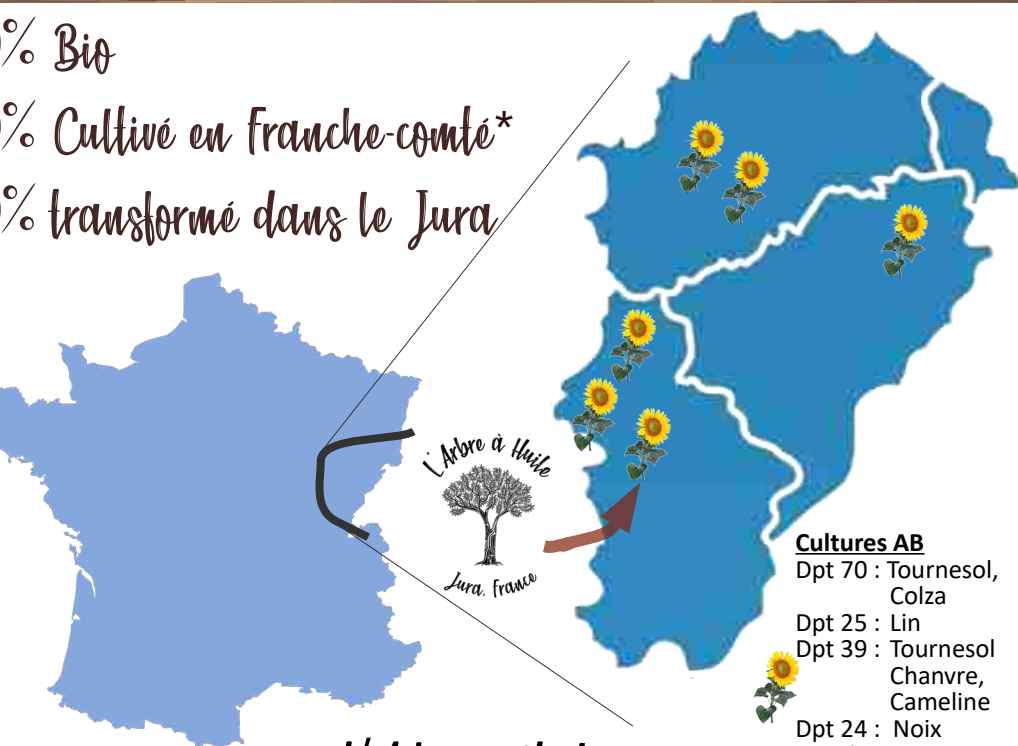 % Bio
% Cultivé en Franche-comté*
% transformé dans le Jura
L'Arbre à Huile
Jura, France
Cultures AB
Dpt 70 : Tournesol,
Colza
Dpt 25 : Lin
Dpt 39 : Tournesol
Chanvre,
Cameline
Dpt 24 : Noix